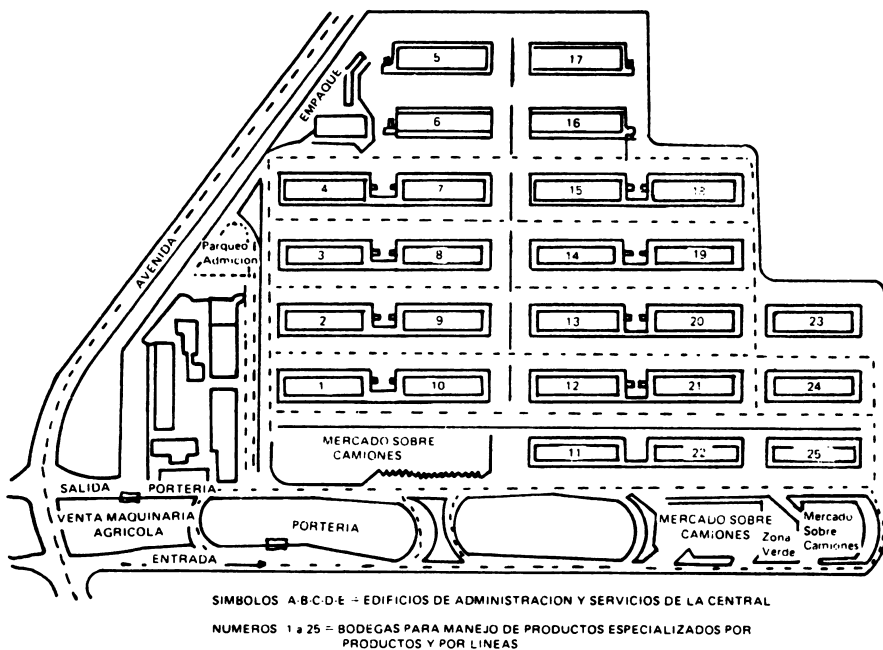 5
17
EMPAQUE
6
16
4
7
15
18
AVENIDA
Parqueo
Admicion
3
8
14
19
2
9
13
20
23
1
10
12
21
24
MERCADO SOBRE
CAMIONES
11
22
25
SALIDA
PORTERIA
VENTA MAQUINARIA
AGRICOLA
PORTERIA
MERCADO SOBRE
CAMIONES
Zona
Verde
Mercado
Sobre
Camiones
ENTRADA
SIMBOLOS A-B-C-D-E = EDIFICIOS DE ADMINISTRACION Y SERVICIOS DE LA CENTRAL
NUMEROS 1 a 25 = BODEGAS PARA MANEJO DE PRODUCTOS ESPECIALIZADOS POR
PRODUCTOS Y POR LINEAS